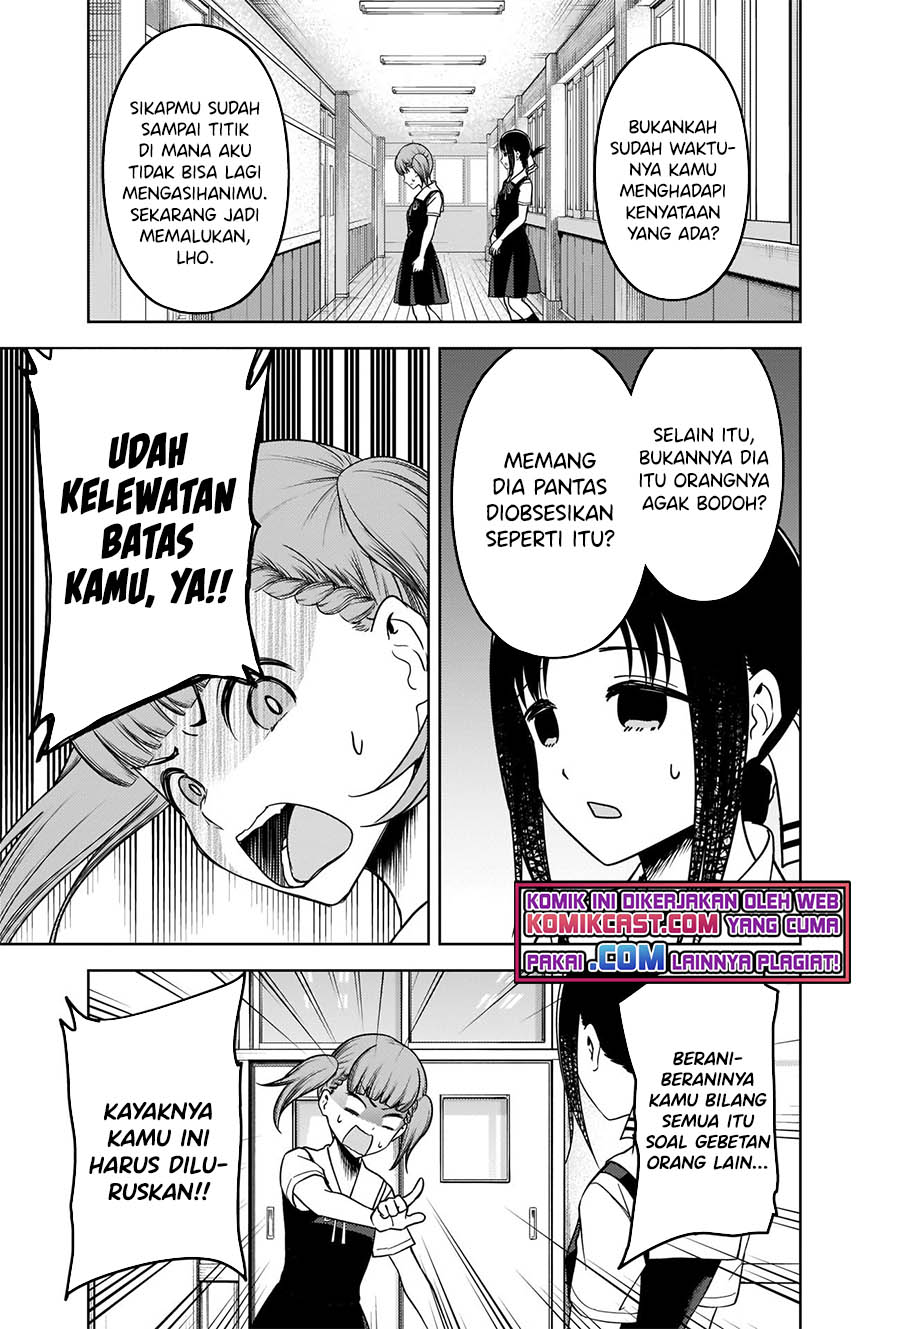 BUKANKAH
SUDAH WAKTU-
NYA KAMU
MENGHADAPI
KENYATAAN
YANG ADA?
SIKAPMU SUDAH
SAMPAI TITIK
DI MANA AKU
TIDAK BISA LAGI
MENGASIHANIMU.
SEKARANG JADI
MEMALUKAN,
LHO.
SELAIN ITU,
BUKANNYA DIA
ITU ORANGNYA
AGAK BODOH?
MEMANG
DIA PANTAS
DIOBSESIKAN
SEPERTI ITU?
UDAH
KELEWATAN
BATAS
KAMU, YA!!
KOMIK INI DIKERJAKAN OLEH WEB
KOMIKCAST.COM YANG CUMA
PAKAI .COM LAINNYA PLAGIAT!
BERANI-
BERANINYA
KAMU BILANG
SEMUA ITU
SOAL GEBETAN
ORANG LAIN...
KAYAKNYA
KAMU INI
HARUS DILU-
RUSKAN!!